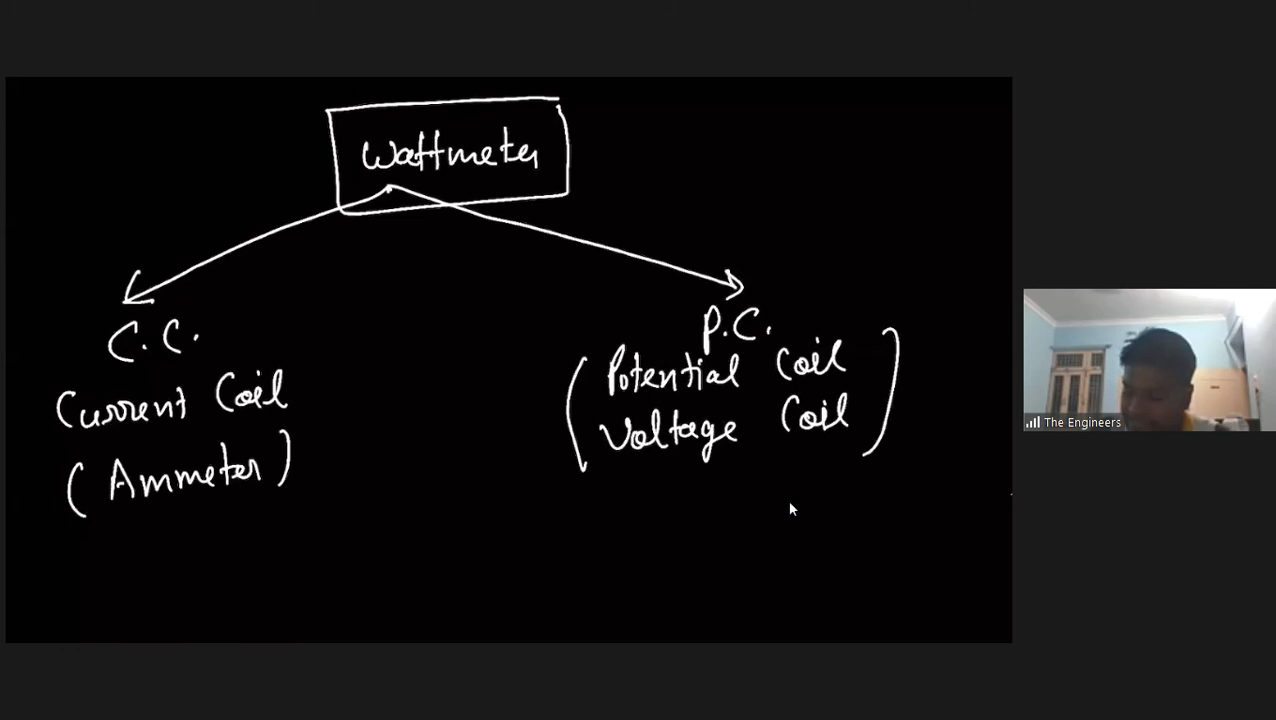 Wattmeter
C.C.
Current Coil
(Ammeter)
P.C.
(Potential Coil
Voltage Coil)
The Engineers